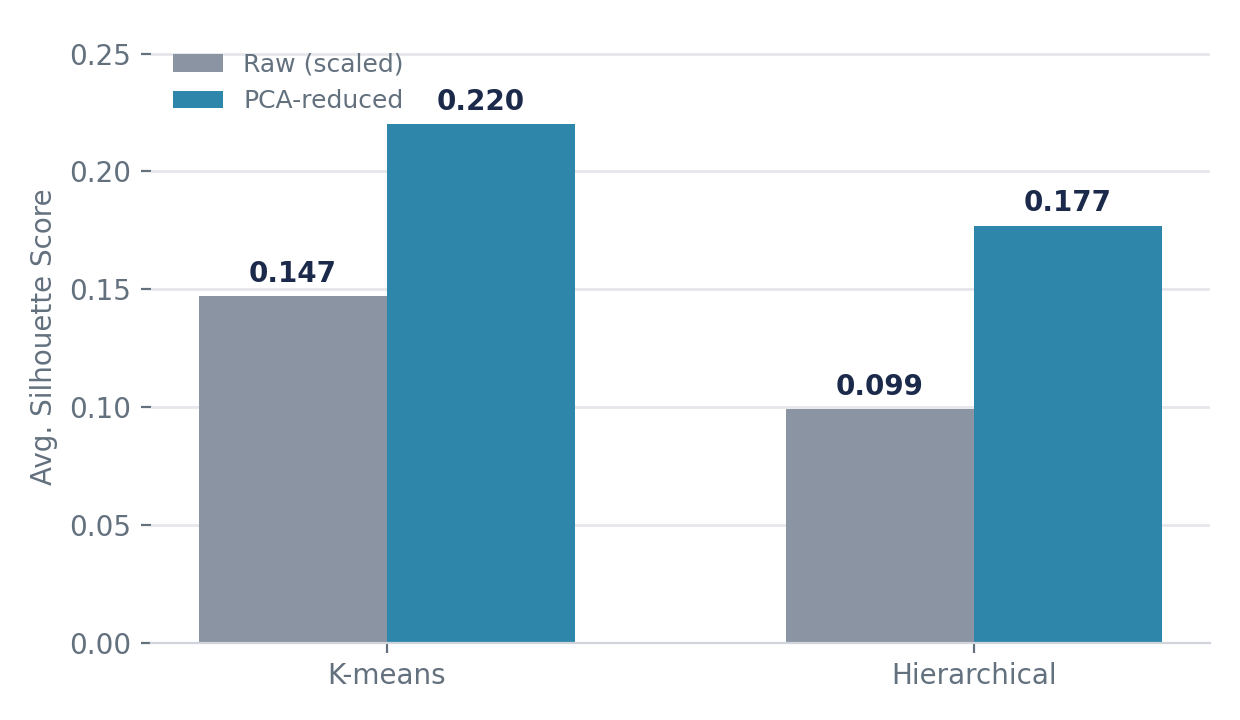 0.25
Raw (scaled)
PCA-reduced
0.220
0.20
0.177
0.147
0.15
0.099
0.10
0.05
0.00
Avg. Silhouette Score
K-means
Hierarchical